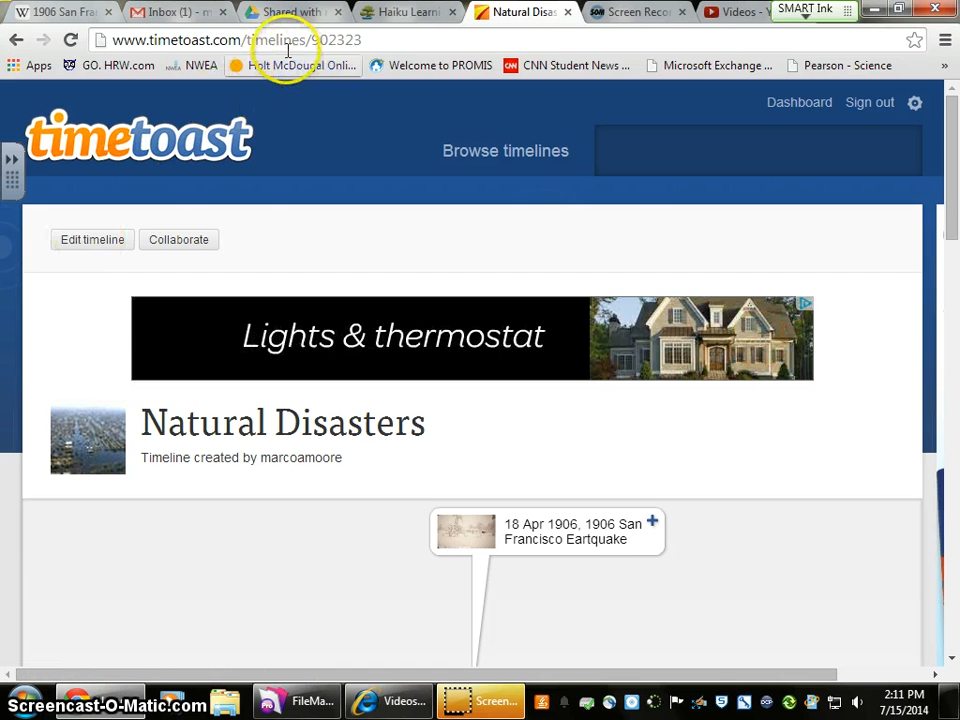 1906 San Fran
Inbox (1) - m
Shared with
Haiku Learni
Natural Disas
Screen Reco
Videos - Y
SMART Ink
www.timetoast.com/timelines/902323
Apps
GO. HRW.com
NWEA
Holt McDougal Onli...
Welcome to PROMIS
CNN Student News ...
Microsoft Exchange ...
Pearson - Science
»
Dashboard
Sign out
timetoast
Browse timelines
Edit timeline
Collaborate
Lights & thermostat
Natural Disasters
Timeline created by marcoamoore
18 Apr 1906, 1906 San
Francisco Eartquake
FileMa...
Videos...
Screen...
2:11 PM
7/15/2014
Screencast-O-Matic.com